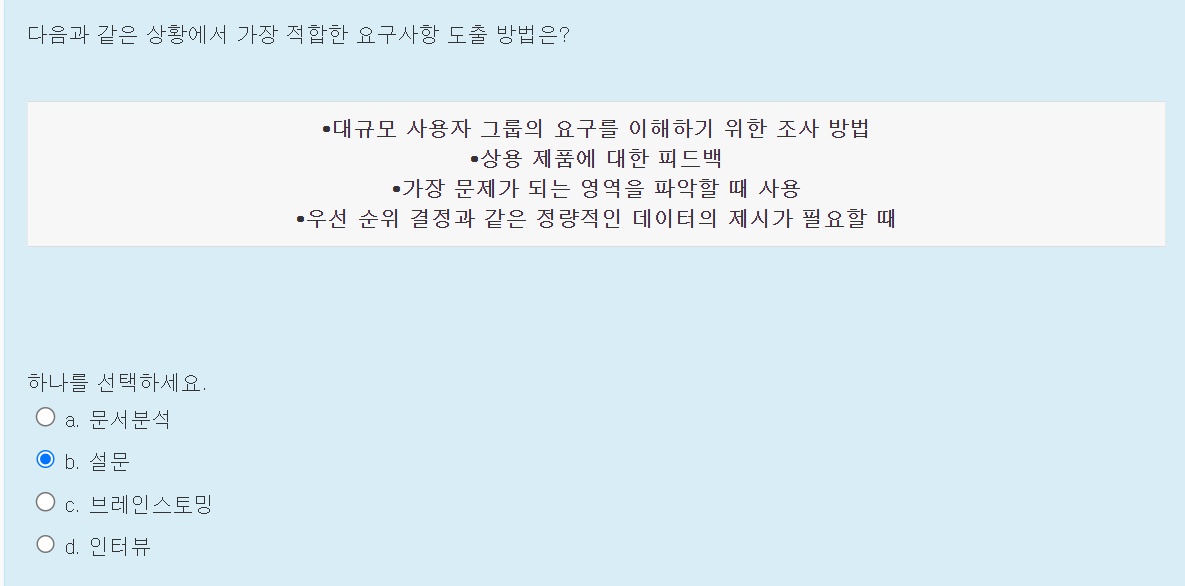 다음과 같은 상황에서 가장 적합한 요구사항 도출 방법은?
•대규모 사용자 그룹의 요구를 이해하기 위한 조사 방법
•상용 제품에 대한 피드백
•가장 문제가 되는 영역을 파악할 때 사용
•우선 순위 결정과 같은 정량적인 데이터의 제시가 필요할 때
하나를 선택하세요.
a. 문서분석
b. 설문
c. 브레인스토밍
d. 인터뷰